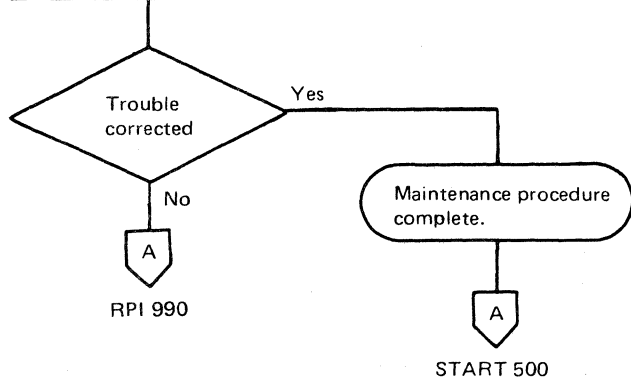 Trouble
corrected
Yes
No
A
RPI 990
Maintenance procedure
complete.
A
START 500